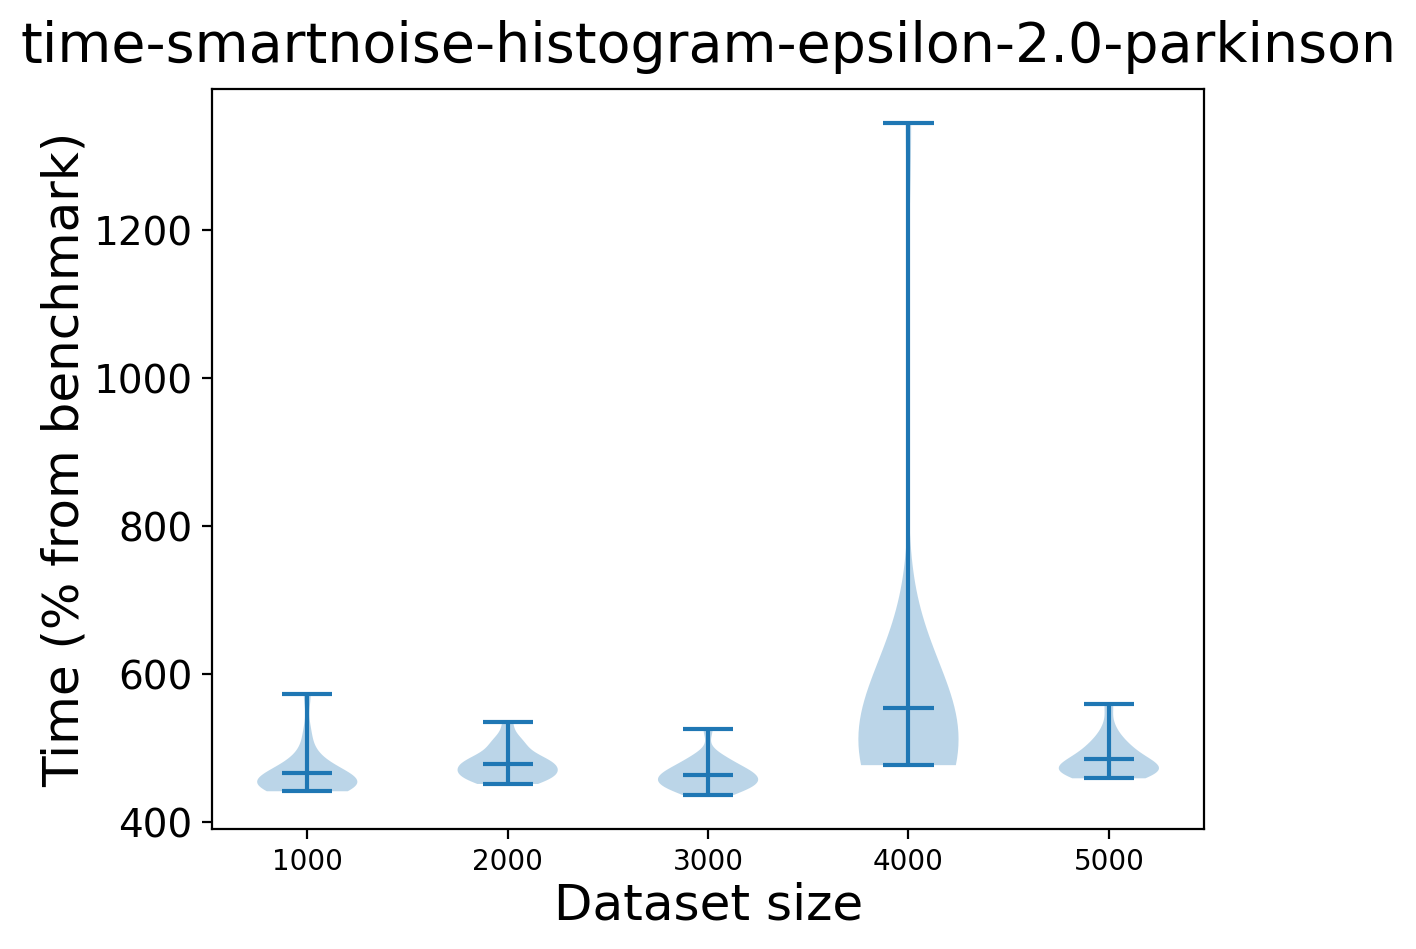 time-smartnoise-histogram-epsilon-2.0-parkinson
Time (% from benchmark)
1200
1000
800
600
400
1000 2000 3000 4000 5000
Dataset size